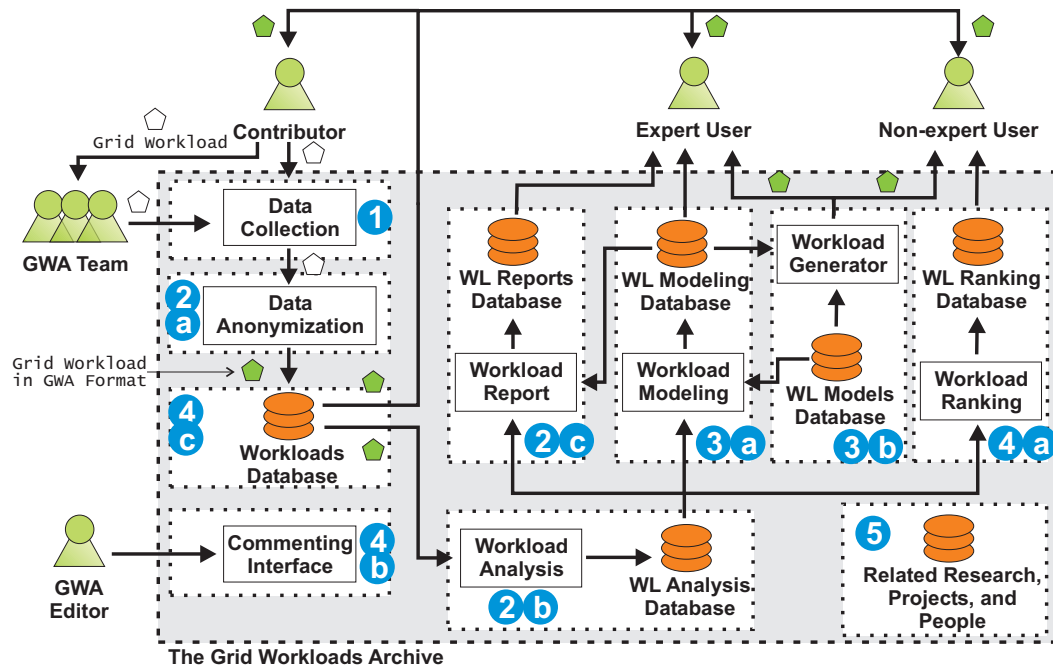 Contributor
Expert User
Non-expert User
Grid Workload
GWA Team
Data
Collection
1
Data
Anonymization
2
a
Grid Workload
in GWA Format
4
c
Workloads
Database
GWA
Editor
Commenting
Interface
4
b
WL Reports
Database
Workload
Report
2 c
WL Modeling
Database
Workload
Modeling
3 a
Workload
Generator
WL Models
Database
3 b
WL Ranking
Database
Workload
Ranking
4 a
Workload
Analysis
2 b
WL Analysis
Database
5
Related Research,
Projects, and
People
The Grid Workloads Archive